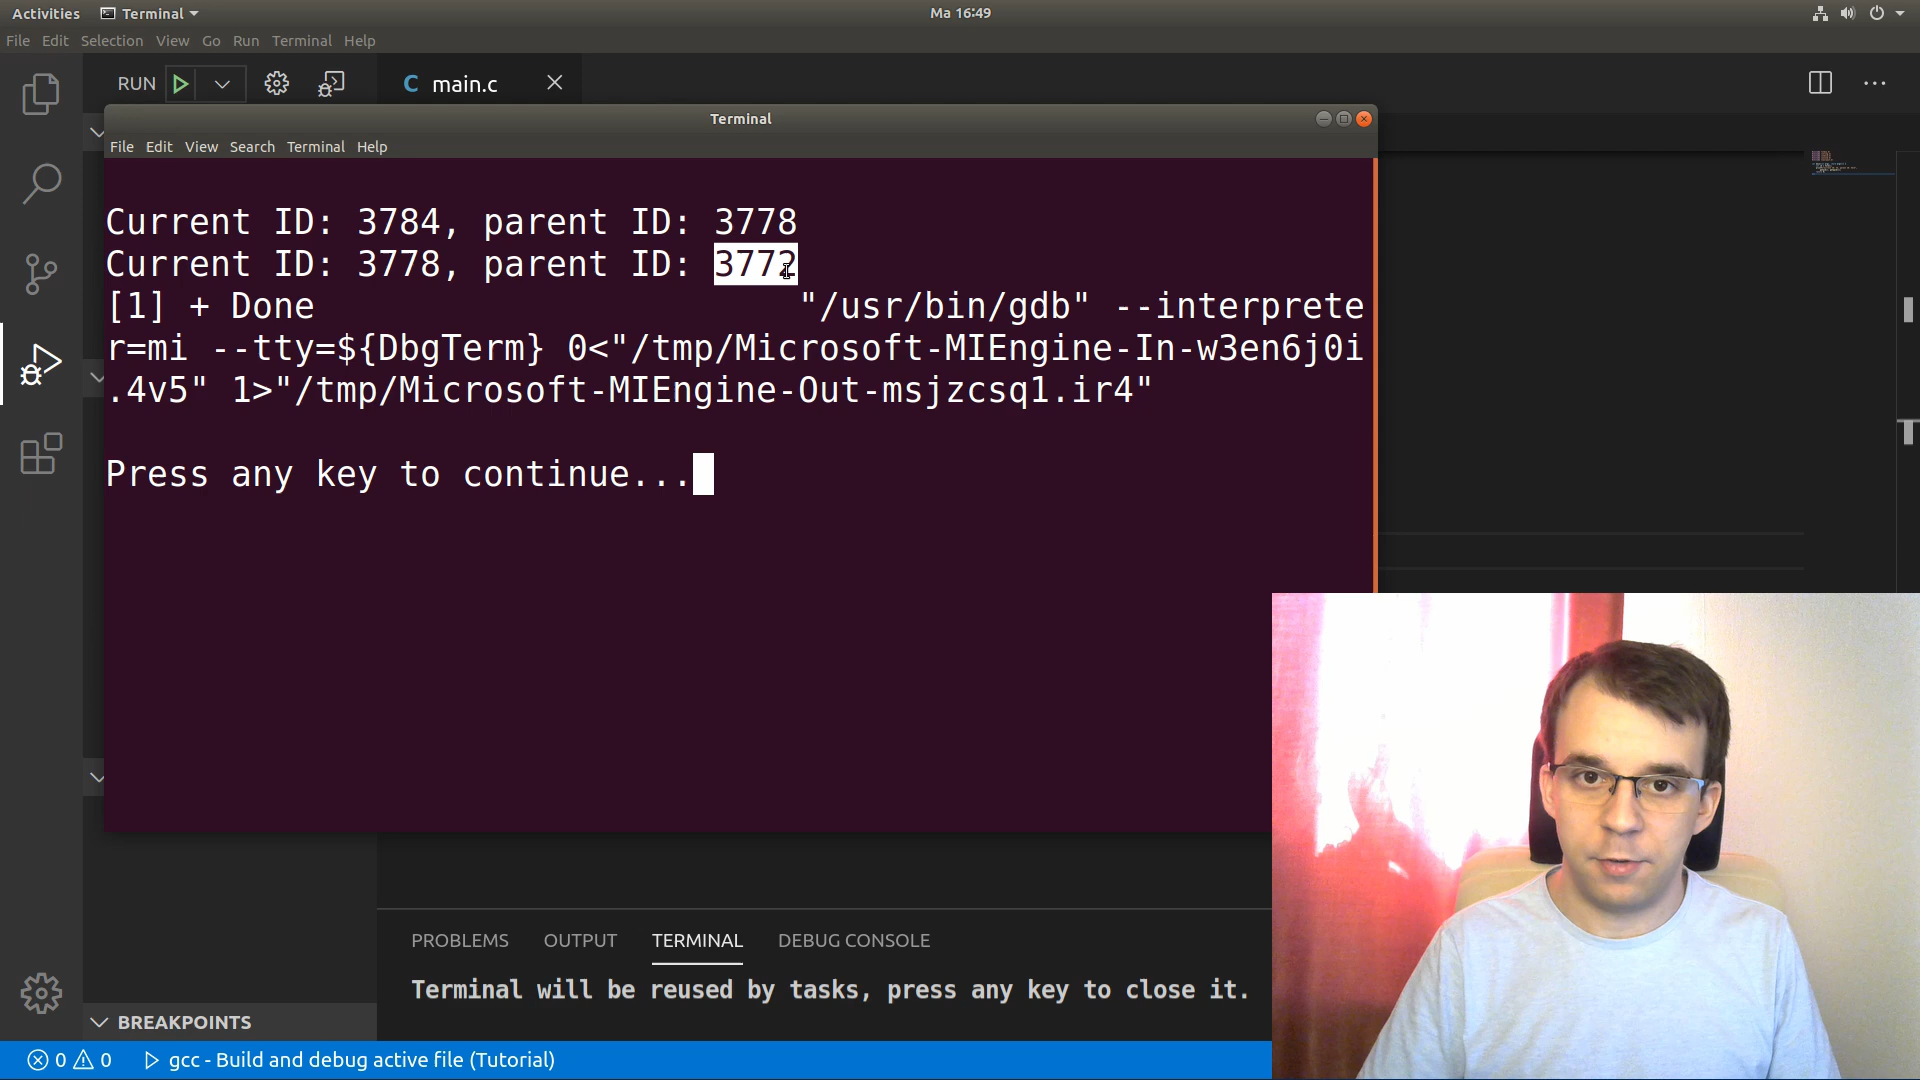 Activities Terminal Ma 16:49
File Edit Selection View Go Run Terminal Help
RUN C main.c
Terminal
File Edit View Search Terminal Help
Current ID: 3784, parent ID: 3778
Current ID: 3778, parent ID: 3772
[1] + Done "/usr/bin/gdb" --interprete
r=mi --tty=${DbgTerm} 0<"/tmp/Microsoft-MIEngine-In-w3en6j0i
.4v5" 1>"/tmp/Microsoft-MIEngine-Out-msjzcsq1.ir4"
Press any key to continue...
PROBLEMS OUTPUT TERMINAL DEBUG CONSOLE
Terminal will be reused by tasks, press any key to close it.
BREAKPOINTS
0 0 gcc - Build and debug active file (Tutorial)